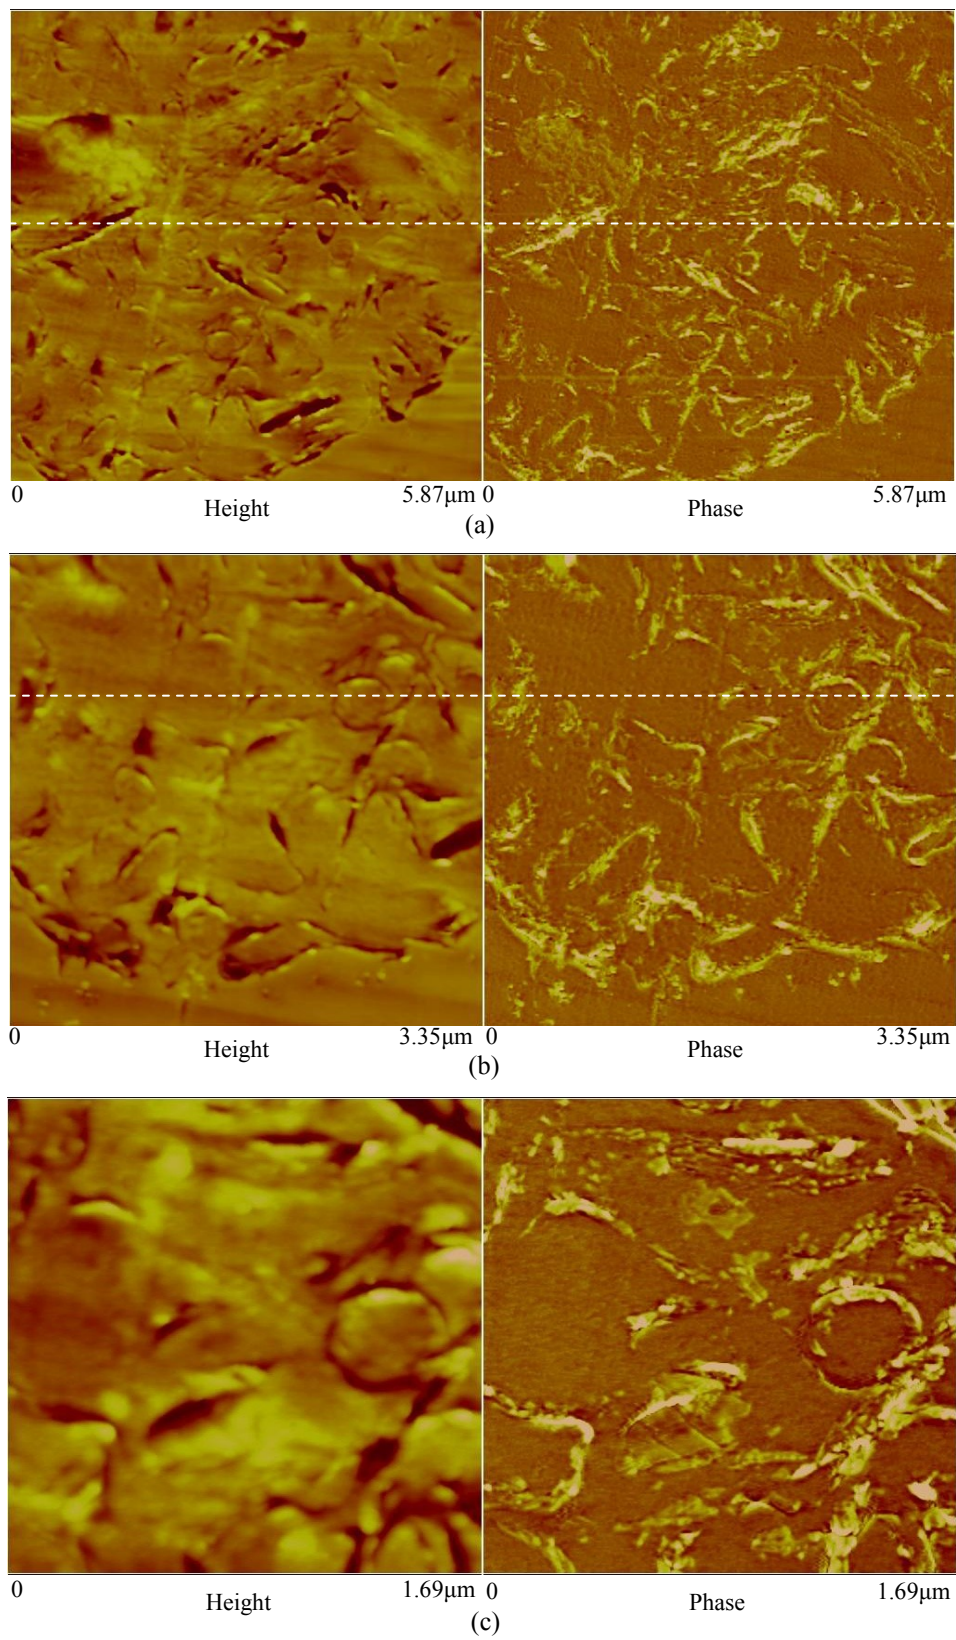 0 5.87μm 0 5.87μm
Height Phase
(a)
0 3.35μm 0 3.35μm
Height Phase
(b)
0 1.69μm 0 1.69μm
Height Phase
(c)